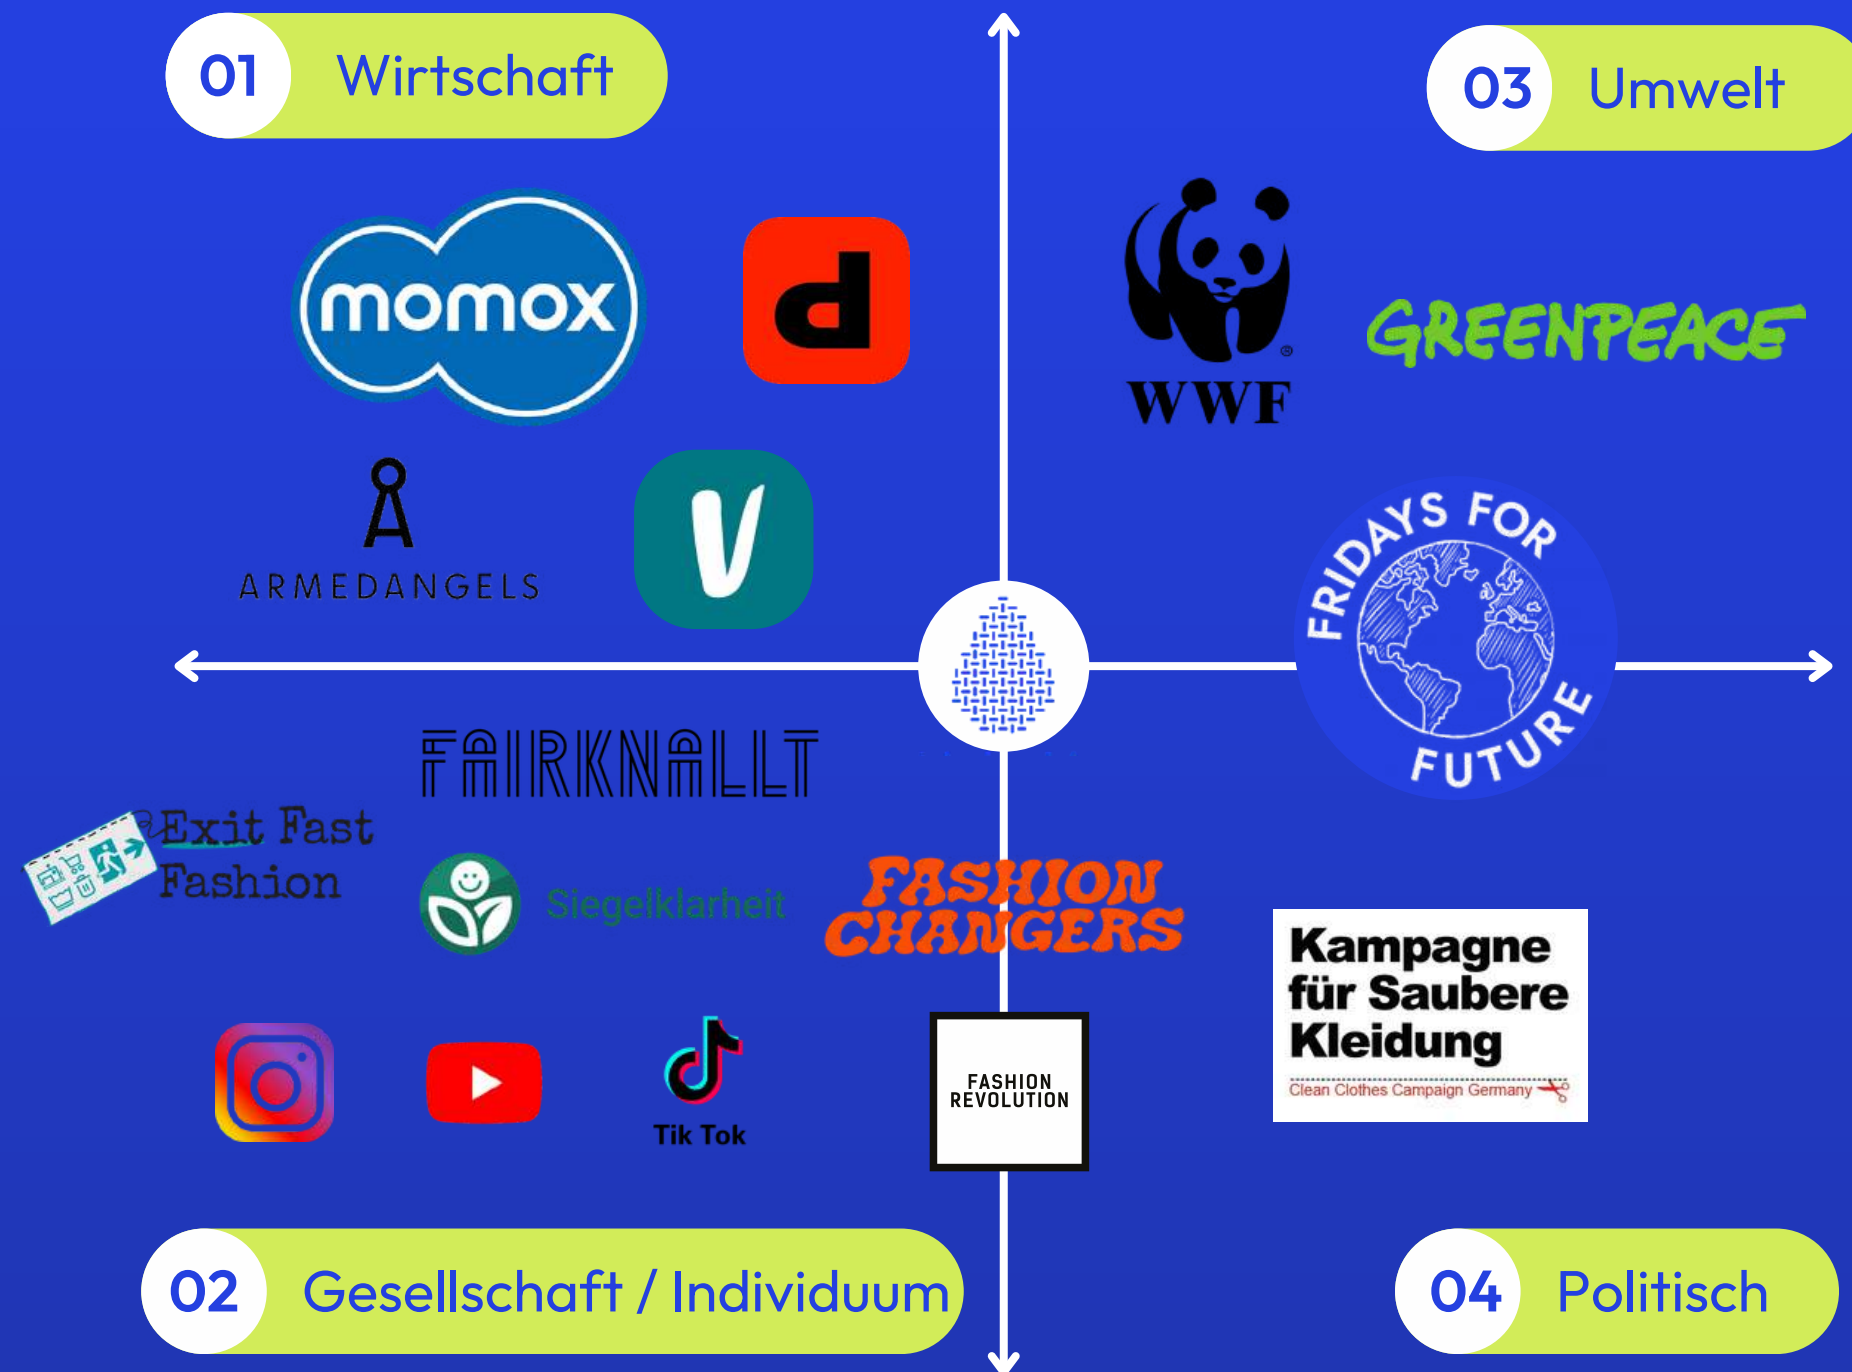 01 Wirtschaft
03 Umwelt
momox
d
WWF
®
GREENPEACE
ARMEDANGELS
V
FRIDAYS FOR
FUTURE
FAIRKNALLT
Exit Fast
Fashion
Siegelklarheit
FASHION
CHANGERS
Kampagne
für Saubere
Kleidung
Clean Clothes Campaign Germany
Tik Tok
FASHION
REVOLUTION
02 Gesellschaft / Individuum
04 Politisch